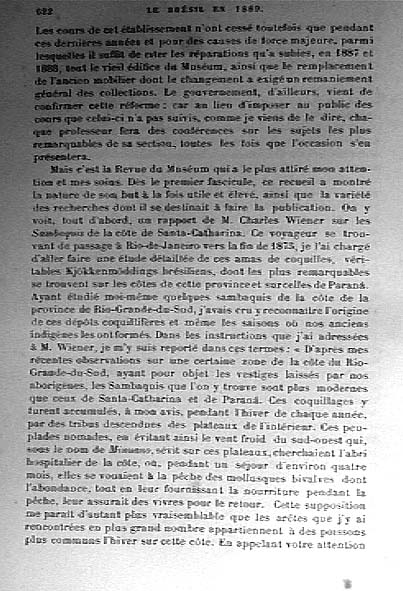 622 LE BRÉSIL EN 1889.
Les cours de cet établissement n'ont cessé toutefois que pendant
ces dernières années et pour des causes de force majeure, parmi
lesquelles il suffit de citer les réparations qu'a subies, en 1887 et
1888, tout le vieil édifice du Muséum, ainsi que le remplacement
de l'ancien mobilier dont le changement a exigé un remaniement
général des collections. Le gouvernement, d'ailleurs, vient de
confirmer cette réforme: car au lieu d'imposer au public des
cours que celui-ci n'a pas suivis, comme je viens de le dire, cha-
que professeur fera des conférences sur les sujets les plus
remarquables de sa section, toutes les fois que l'occasion s'en
présentera.
Mais c'est la Revue du Muséum qui a le plus attiré mon atten-
tion et mes soins. Dès le premier fascicule, ce recueil a montré
la nature de son but à la fois utile et élevé, ainsi que la variété
des recherches dont il se destinait à faire la publication. On y
voit, tout d'abord, un rapport de M. Charles Wiener sur les
Sambaquis de la côte de Santa-Catharina. Ce voyageur se trou-
vant de passage à Rio-de-Janeiro vers la fin de 1875, je l'ai chargé
d'aller faire une étude détaillée de ces amas de coquilles, véri-
tables Kjökkenmöddings brésiliens, dont les plus remarquables
se trouvent sur les côtes de cette province et sur celles de Paraná.
Ayant étudié moi-même quelques sambaquis de la côte de la
province de Rio-Grande-du-Sud, j'avais cru y reconnaître l'origine
de ces dépôts coquillifères et même les saisons où nos anciens
indigènes les ont formés. Dans les instructions que j'ai adressées
à M. Wiener, je m'y suis reporté dans ces termes: « D'après mes
récentes observations sur une certaine zone de la côte du Rio-
Grande-du-Sud, ayant pour objet les vestiges laissés par nos
aborigènes, les Sambaquis que l'on y trouve sont plus modernes
que ceux de Santa-Catharina et de Paraná. Ces coquillages y
furent accumulés, à mon avis, pendant l'hiver de chaque année,
par des tribus descendues des plateaux de l'intérieur. Ces peu-
plades nomades, en évitant ainsi le vent froid du sud-ouest qui,
sous le nom de Minuano, sévit sur ces plateaux, cherchaient l'abri
hospitalier de la côte, où, pendant un séjour d'environ quatre
mois, elles se vouaient à la pêche des mollusques bivalves dont
l'abondance, tout en leur fournissant la nourriture pendant la
pêche, leur assurait des vivres pour le retour. Cette supposition
me paraît d'autant plus vraisemblable que les arêtes que j'y ai
rencontrées en plus grand nombre appartiennent à des poissons
plus communs l'hiver sur cette côte. En appelant votre attention